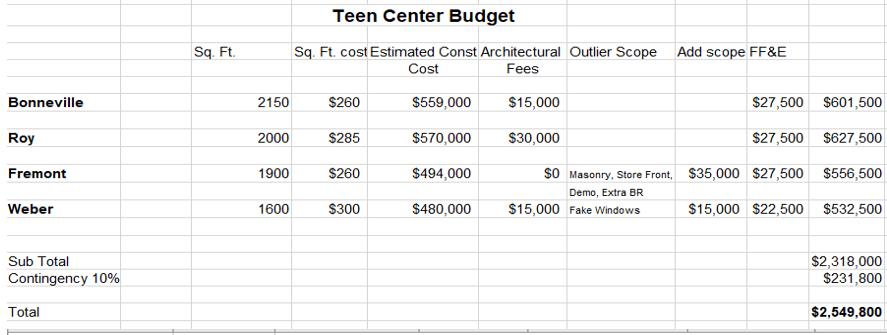 Teen Center Budget
Sq. Ft. Sq. Ft. cost Estimated Const Architectural Outlier Scope Add scope FF&E
Cost Fees
Bonneville 2150 $260 $559,000 $15,000 $27,500 $601,500
Roy 2000 $285 $570,000 $30,000 $27,500 $627,500
Fremont 1900 $260 $494,000 $0 Masonry, Store Front, $35,000 $27,500 $556,500
Demo, Extra BR
Weber 1600 $300 $480,000 $15,000 Fake Windows $15,000 $22,500 $532,500
Sub Total $2,318,000
Contingency 10% $231,800
Total $2,549,800